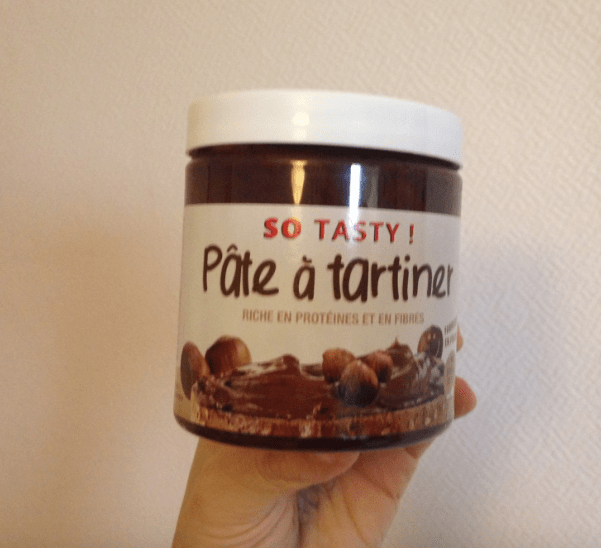 SO TASTY !
Pâte à tartiner
RICHE EN PROTÉINES ET EN FIBRES